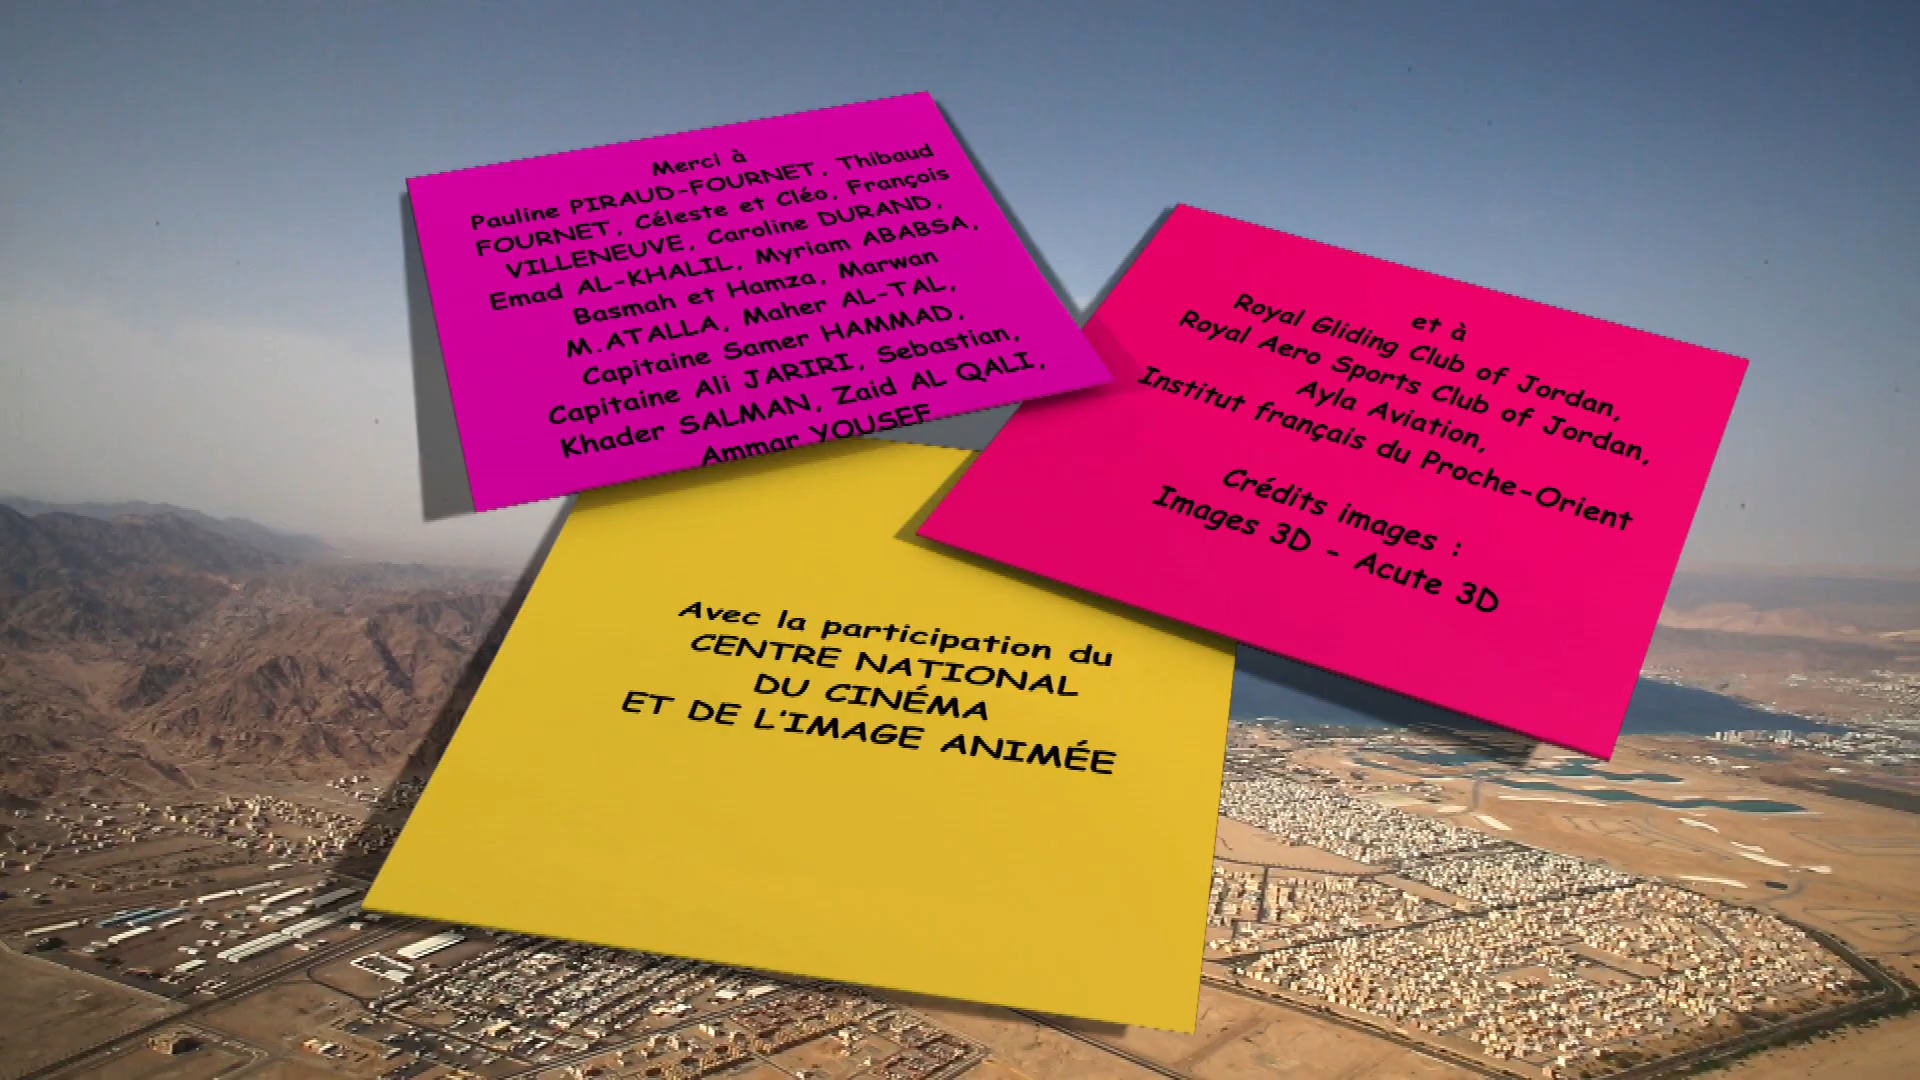 Merci à
Pauline PIRAUD-FOURNET, Thibaud
FOURNET, Céleste et Cléo, François
VILLENEUVE, Caroline DURAND,
Emad AL-KHALIL, Myriam ABABSA,
Basmah et Hamza, Marwan
M.ATALLA, Maher AL-TAL,
Capitaine Samer HAMMAD,
Capitaine Ali JARIRI, Sebastian,
Khader SALMAN, Zaid AL QALI,
Ammar YOUSEF
et à
Royal Gliding Club of Jordan,
Royal Aero Sports Club of Jordan,
Ayla Aviation,
Institut français du Proche-Orient
Crédits images :
Images 3D - Acute 3D
Avec la participation du
CENTRE NATIONAL
DU CINÉMA
ET DE L'IMAGE ANIMÉE